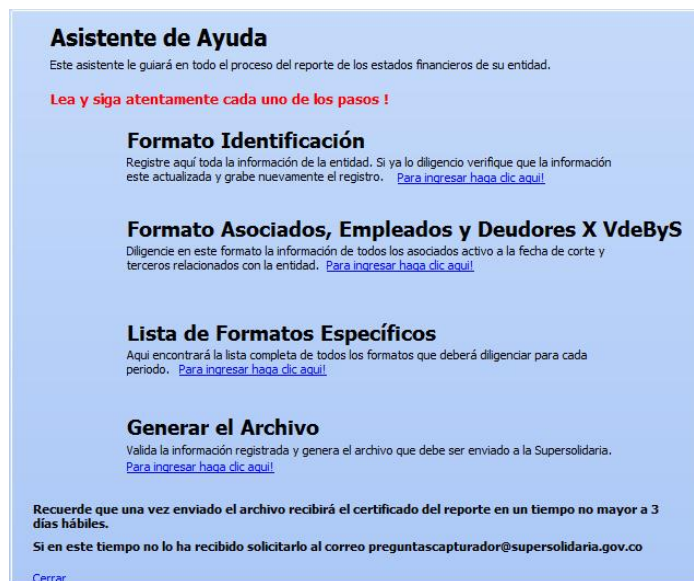 Asistente de Ayuda
Este asistente le guiará en todo el proceso del reporte de los estados financieros de su entidad.
Lea y siga atentamente cada uno de los pasos !
Formato Identificación
Registre aquí toda la información de la entidad. Si ya lo diligencio verifique que la información
este actualizada y grabe nuevamente el registro. Para ingresar haga clic aqui!
Formato Asociados, Empleados y Deudores X VdeByS
Diligencie en este formato la información de todos los asociados activo a la fecha de corte y
terceros relacionados con la entidad. Para ingresar haga clic aqui!
Lista de Formatos Específicos
Aqui encontrará la lista completa de todos los formatos que deberá diligenciar para cada
periodo. Para ingresar haga clic aqui!
Generar el Archivo
Valida la información registrada y genera el archivo que debe ser enviado a la Supersolidaria.
Para ingresar haga clic aqui!
Recuerde que una vez enviado el archivo recibirá el certificado del reporte en un tiempo no mayor a 3
días hábiles.
Si en este tiempo no lo ha recibido solicitarlo al correo preguntascapturador@supersolidaria.gov.co
Cerrar